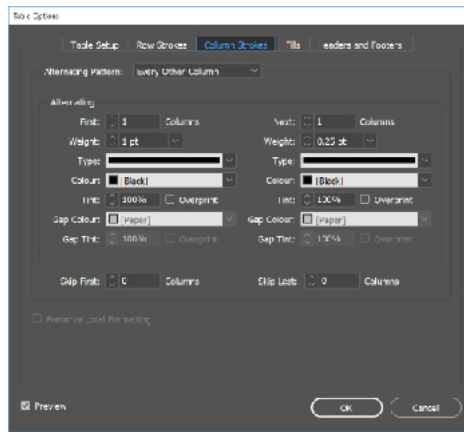 Table Options
Table Setup Row Strokes Column Strokes Fills Headers and Footers
Alternating Pattern: Every Other Column
Alternating
First: 1 Columns Next: 1 Columns
Weight: 1 pt Weight: 0.25 pt
Type: Type:
Colour: [Black] Colour: [Black]
Tint: 100% Overprint Tint: 100% Overprint
Gap Colour: [Paper] Gap Colour: [Paper]
Gap Tint: 100% Overprint Gap Tint: 100% Overprint
Skip First: 0 Columns Skip Last: 0 Columns
Preserve Local Formatting
Preview OK Cancel